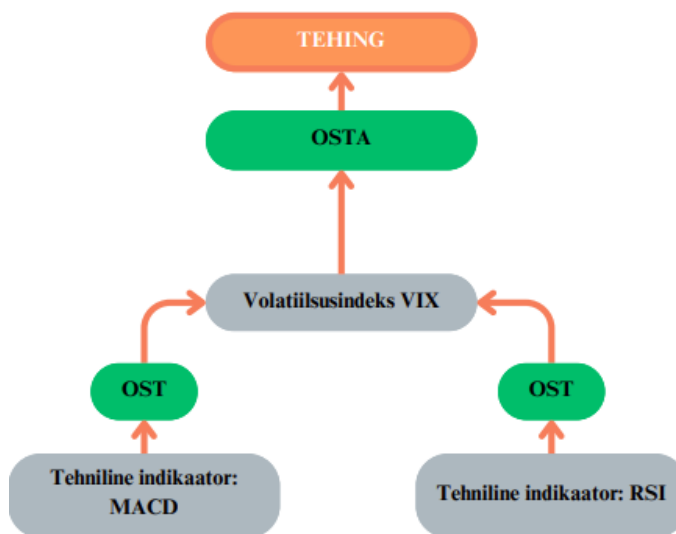 TEHING
OSTA
Volatiilsusindeks VIX
OST
OST
Tehniline indikaator:
MACD
Tehniline indikaator: RSI